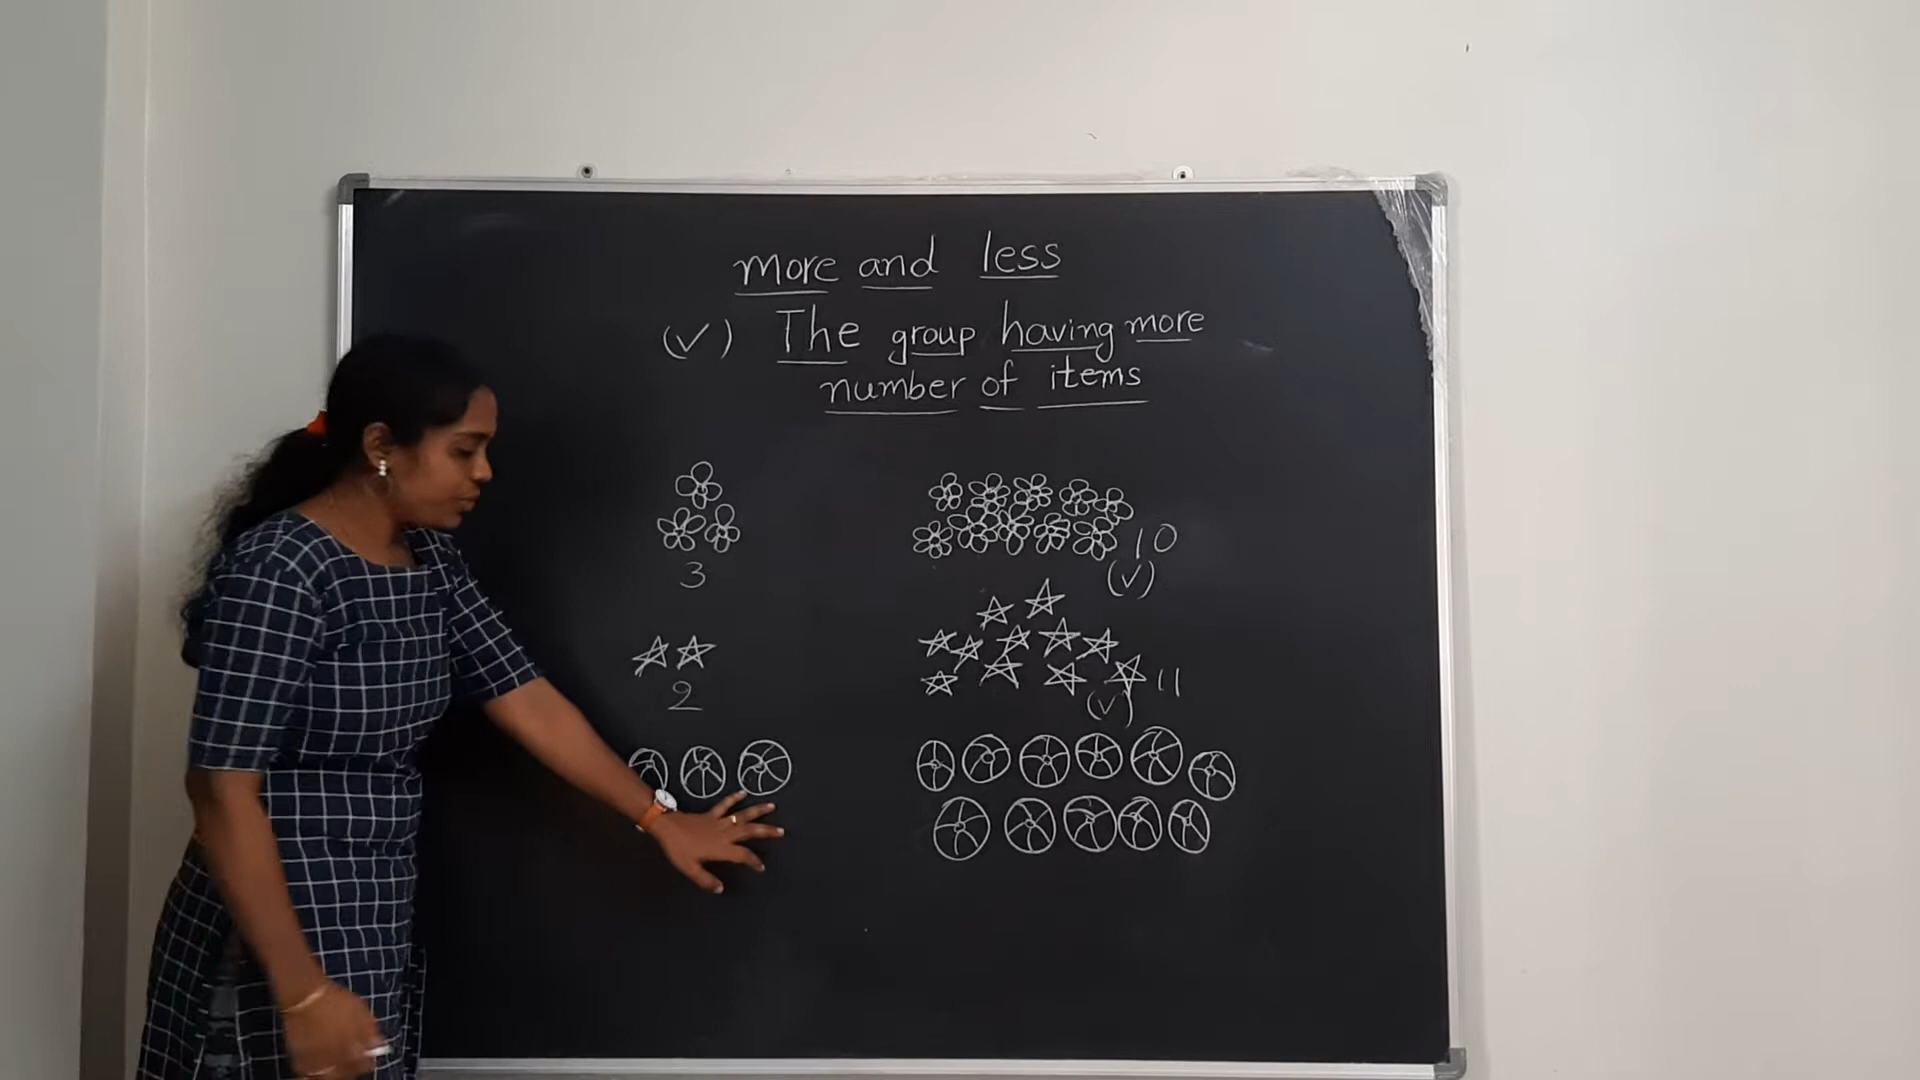 more and less
(✓) The group having more
number of items
3
10
(✓)
2
11
(✓)